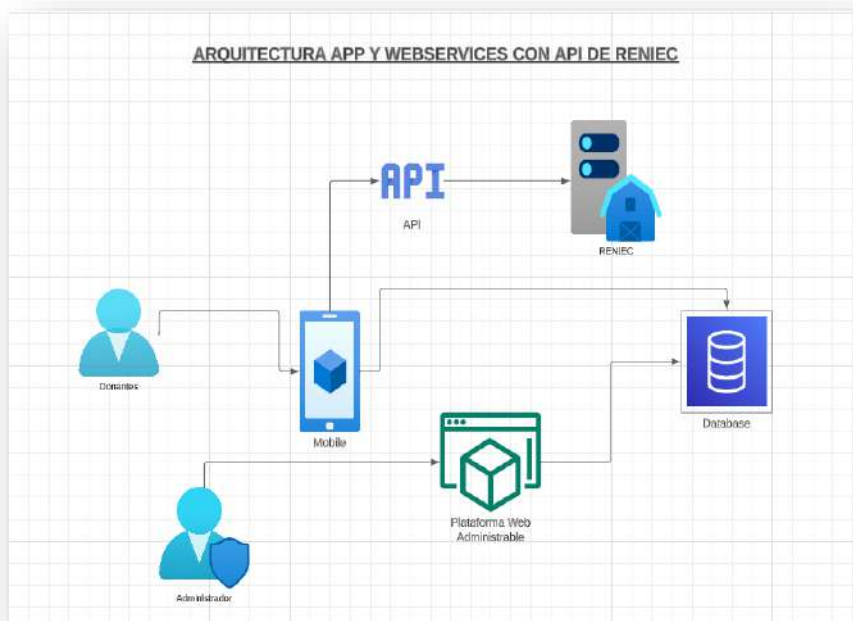 ARQUITECTURA APP Y WEBSERVICES CON API DE RENIEC
API
API
RENIEC
Donantes
Mobile
Database
Plataforma Web
Administrable
Administrador